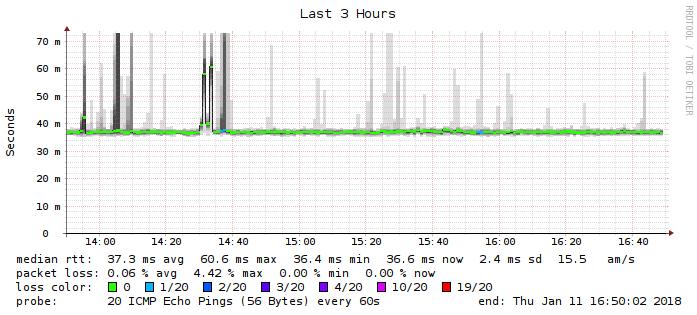 Last 3 Hours
RRDTOOL / TOBI OETIKER
Seconds
70 m
60 m
50 m
40 m
30 m
20 m
10 m
0
14:00 14:20 14:40 15:00 15:20 15:40 16:00 16:20 16:40
median rtt: 37.3 ms avg 60.6 ms max 36.4 ms min 36.6 ms now 2.4 ms sd 15.5 am/s
packet loss: 0.06 % avg 4.42 % max 0.00 % min 0.00 % now
loss color: 0 1/20 2/20 3/20 4/20 10/20 19/20
probe: 20 ICMP Echo Pings (56 Bytes) every 60s end: Thu Jan 11 16:50:02 2018